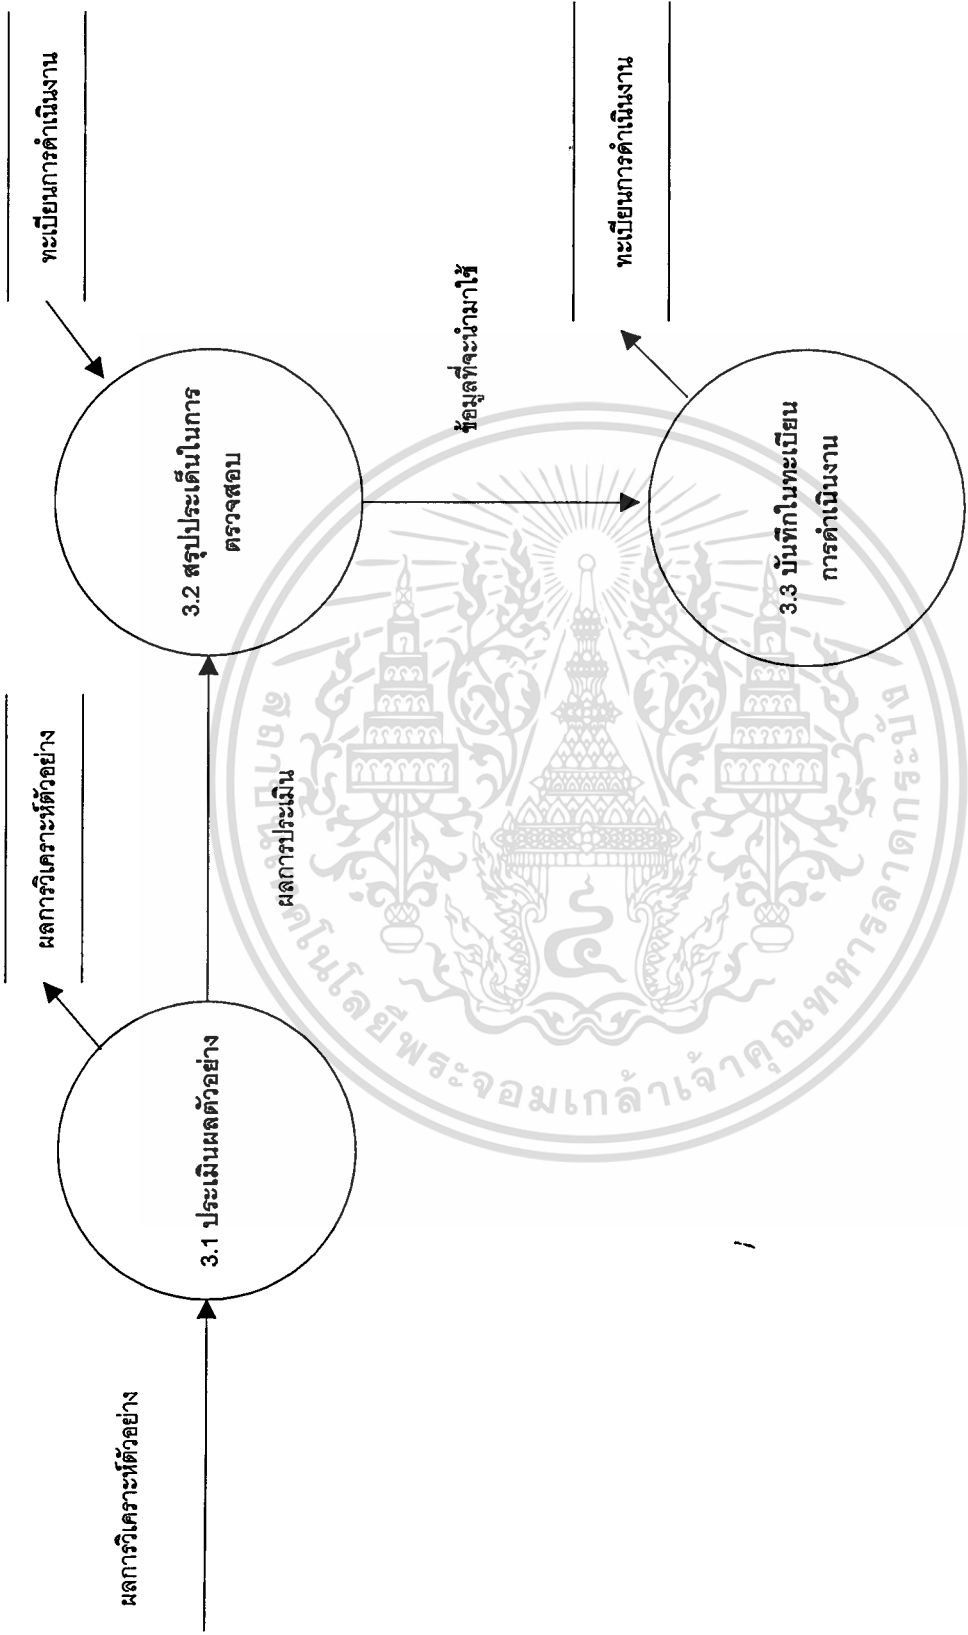 ผลการวิเคราะห์ตัวอย่าง
3.1 ประเมินผลตัวอย่าง
ผลการวิเคราะห์ตัวอย่าง
ผลการประเมิน
3.2 สรุปประเด็นในการ
ตรวจสอบ
ทะเบียนการดำเนินงาน
ข้อมูลที่จะนำมาใช้
3.3 บันทึกในทะเบียน
การดำเนินงาน
ทะเบียนการดำเนินงาน
สถาบันเทคโนโลยีพระจอมเกล้าเจ้าคุณทหารลาดกระบัง